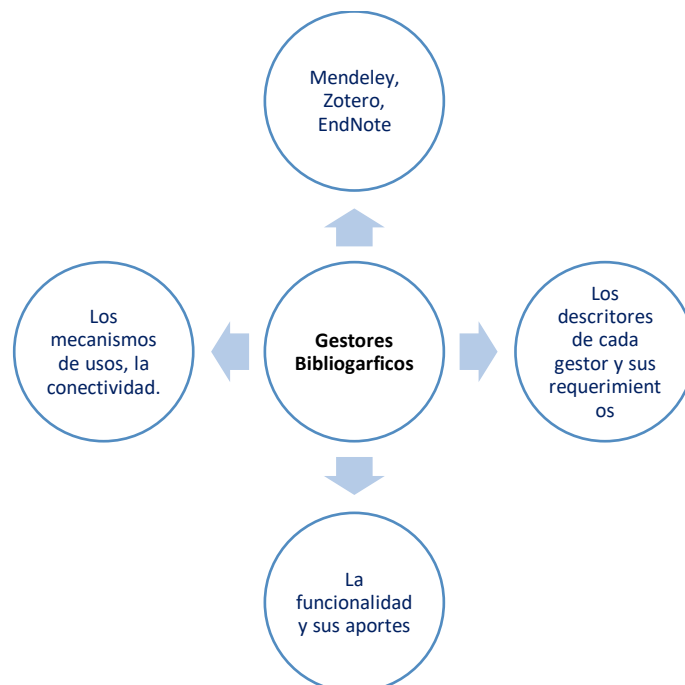 Mendeley,
Zotero,
EndNote
Los
mecanismos
de usos, la
conectividad.
Gestores
Bibliogarficos
Los
descritores
de cada
gestor y sus
requerimient
os
La
funcionalidad
y sus aportes